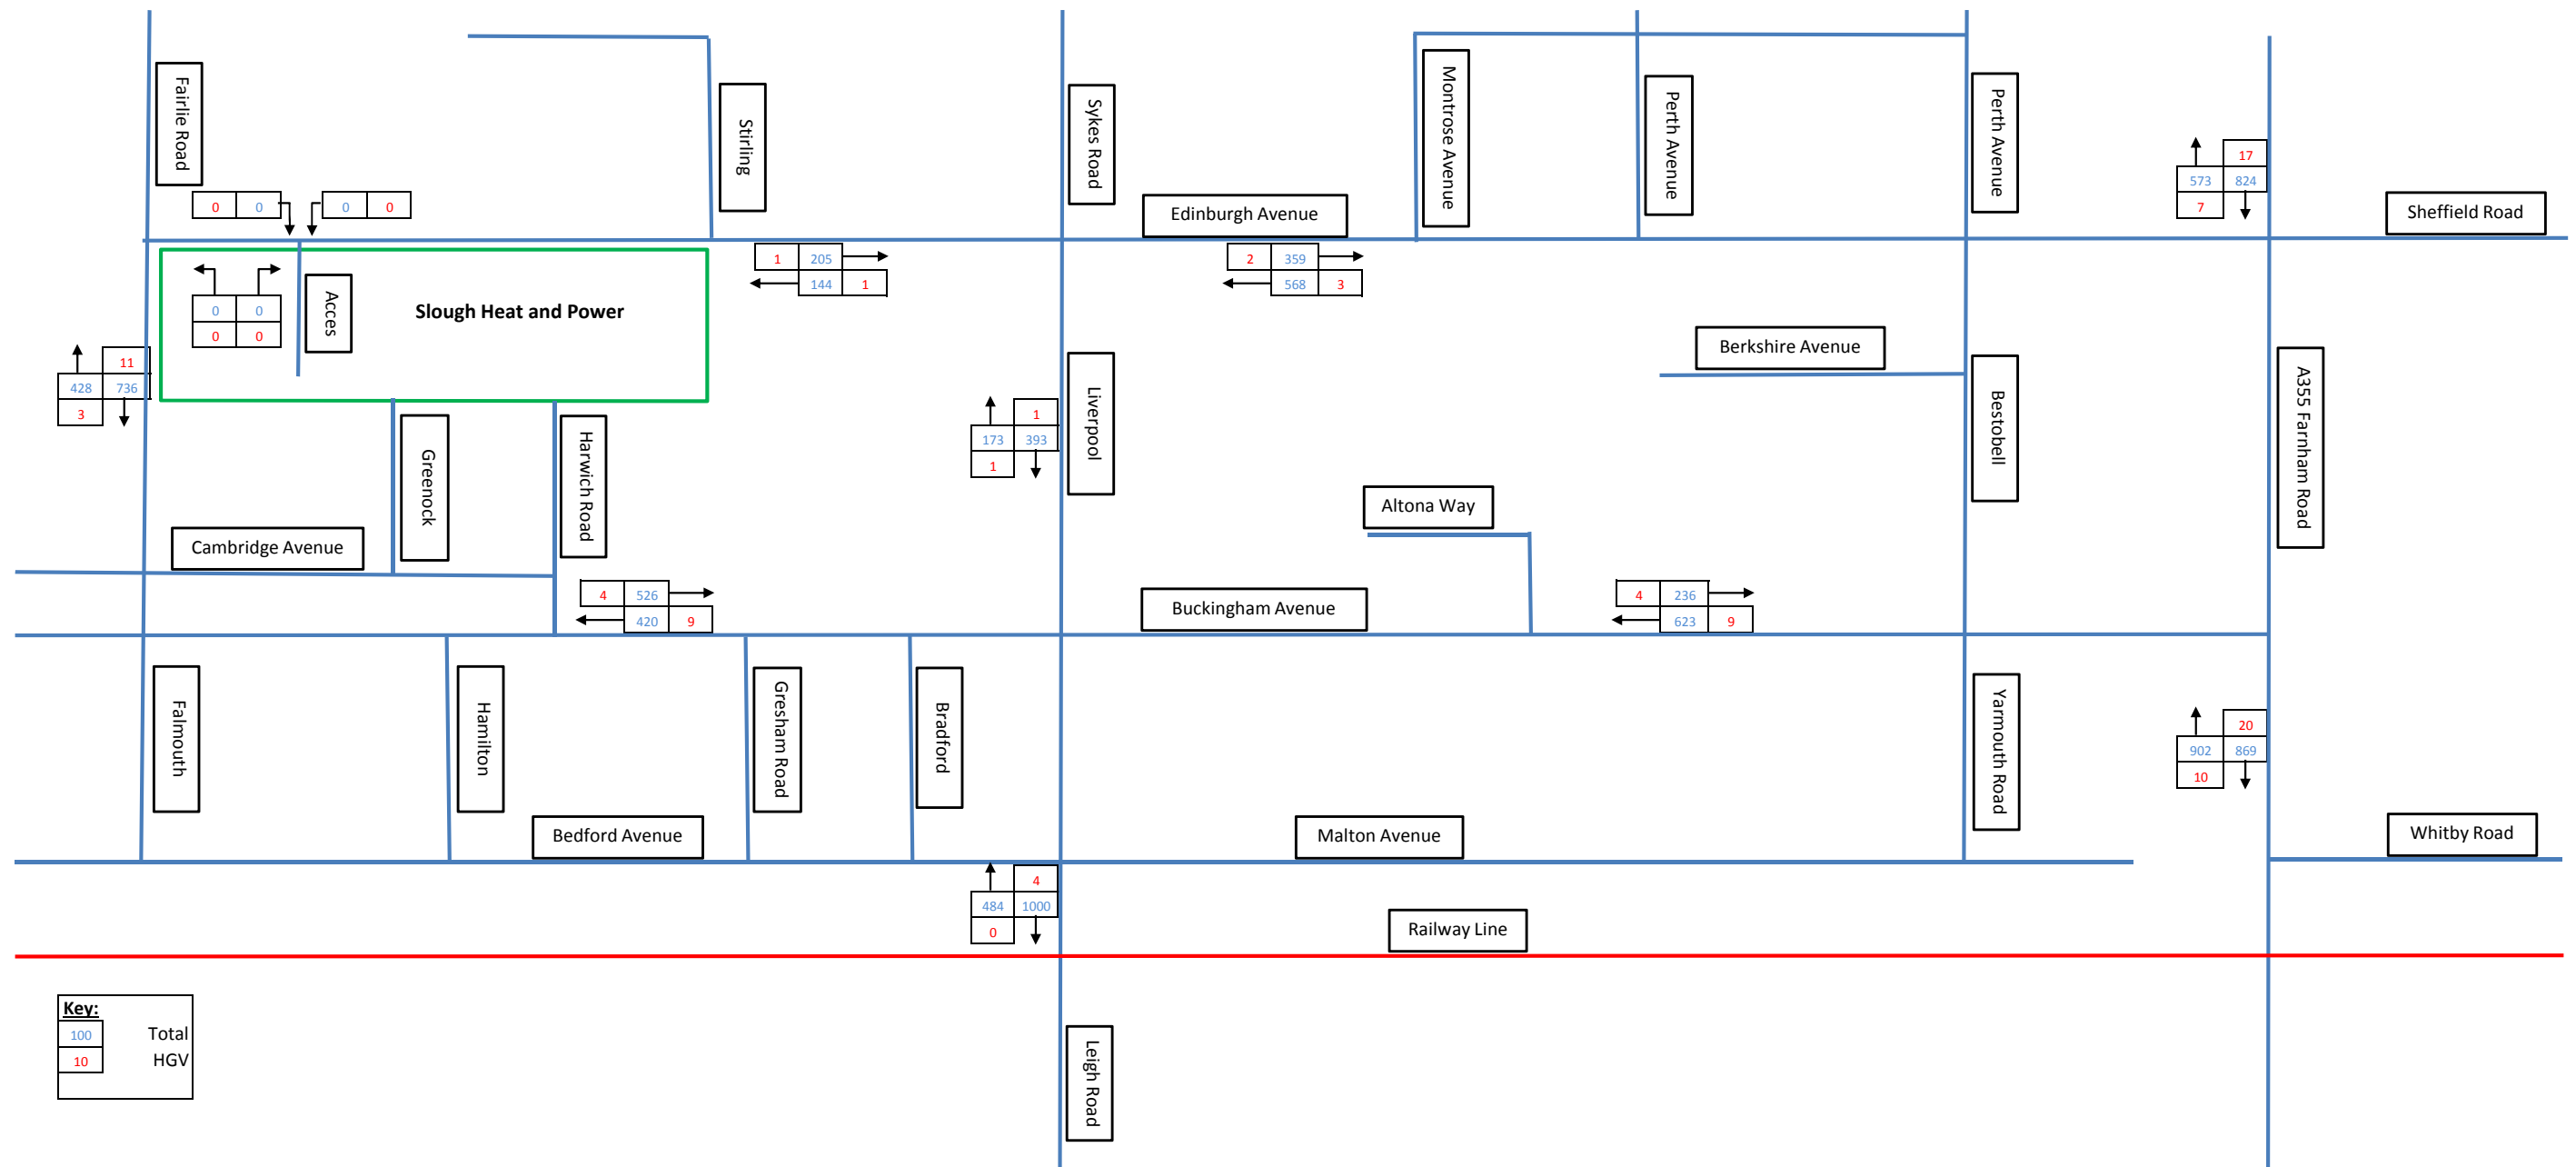 Fairlie Road
Stirling
Sykes Road
Montrose Avenue
Perth Avenue
Perth Avenue
17
573 824
7
0 0
0 0
Edinburgh Avenue
Sheffield Road
1 205
144 1
2 359
568 3
Acces
Slough Heat and Power
0 0
0 0
11
428 736
3
Berkshire Avenue
Liverpool
Bestobell
A355 Farnham Road
1
173 393
1
Greenock
Harwich Road
Altona Way
Cambridge Avenue
4 526
420 9
Buckingham Avenue
4 236
623 9
Falmouth
Hamilton
Gresham Road
Bradford
Yarmouth Road
20
902 869
10
Bedford Avenue
Malton Avenue
Whitby Road
4
484 1000
0
Railway Line
Key:
100 Total
10 HGV
Leigh Road